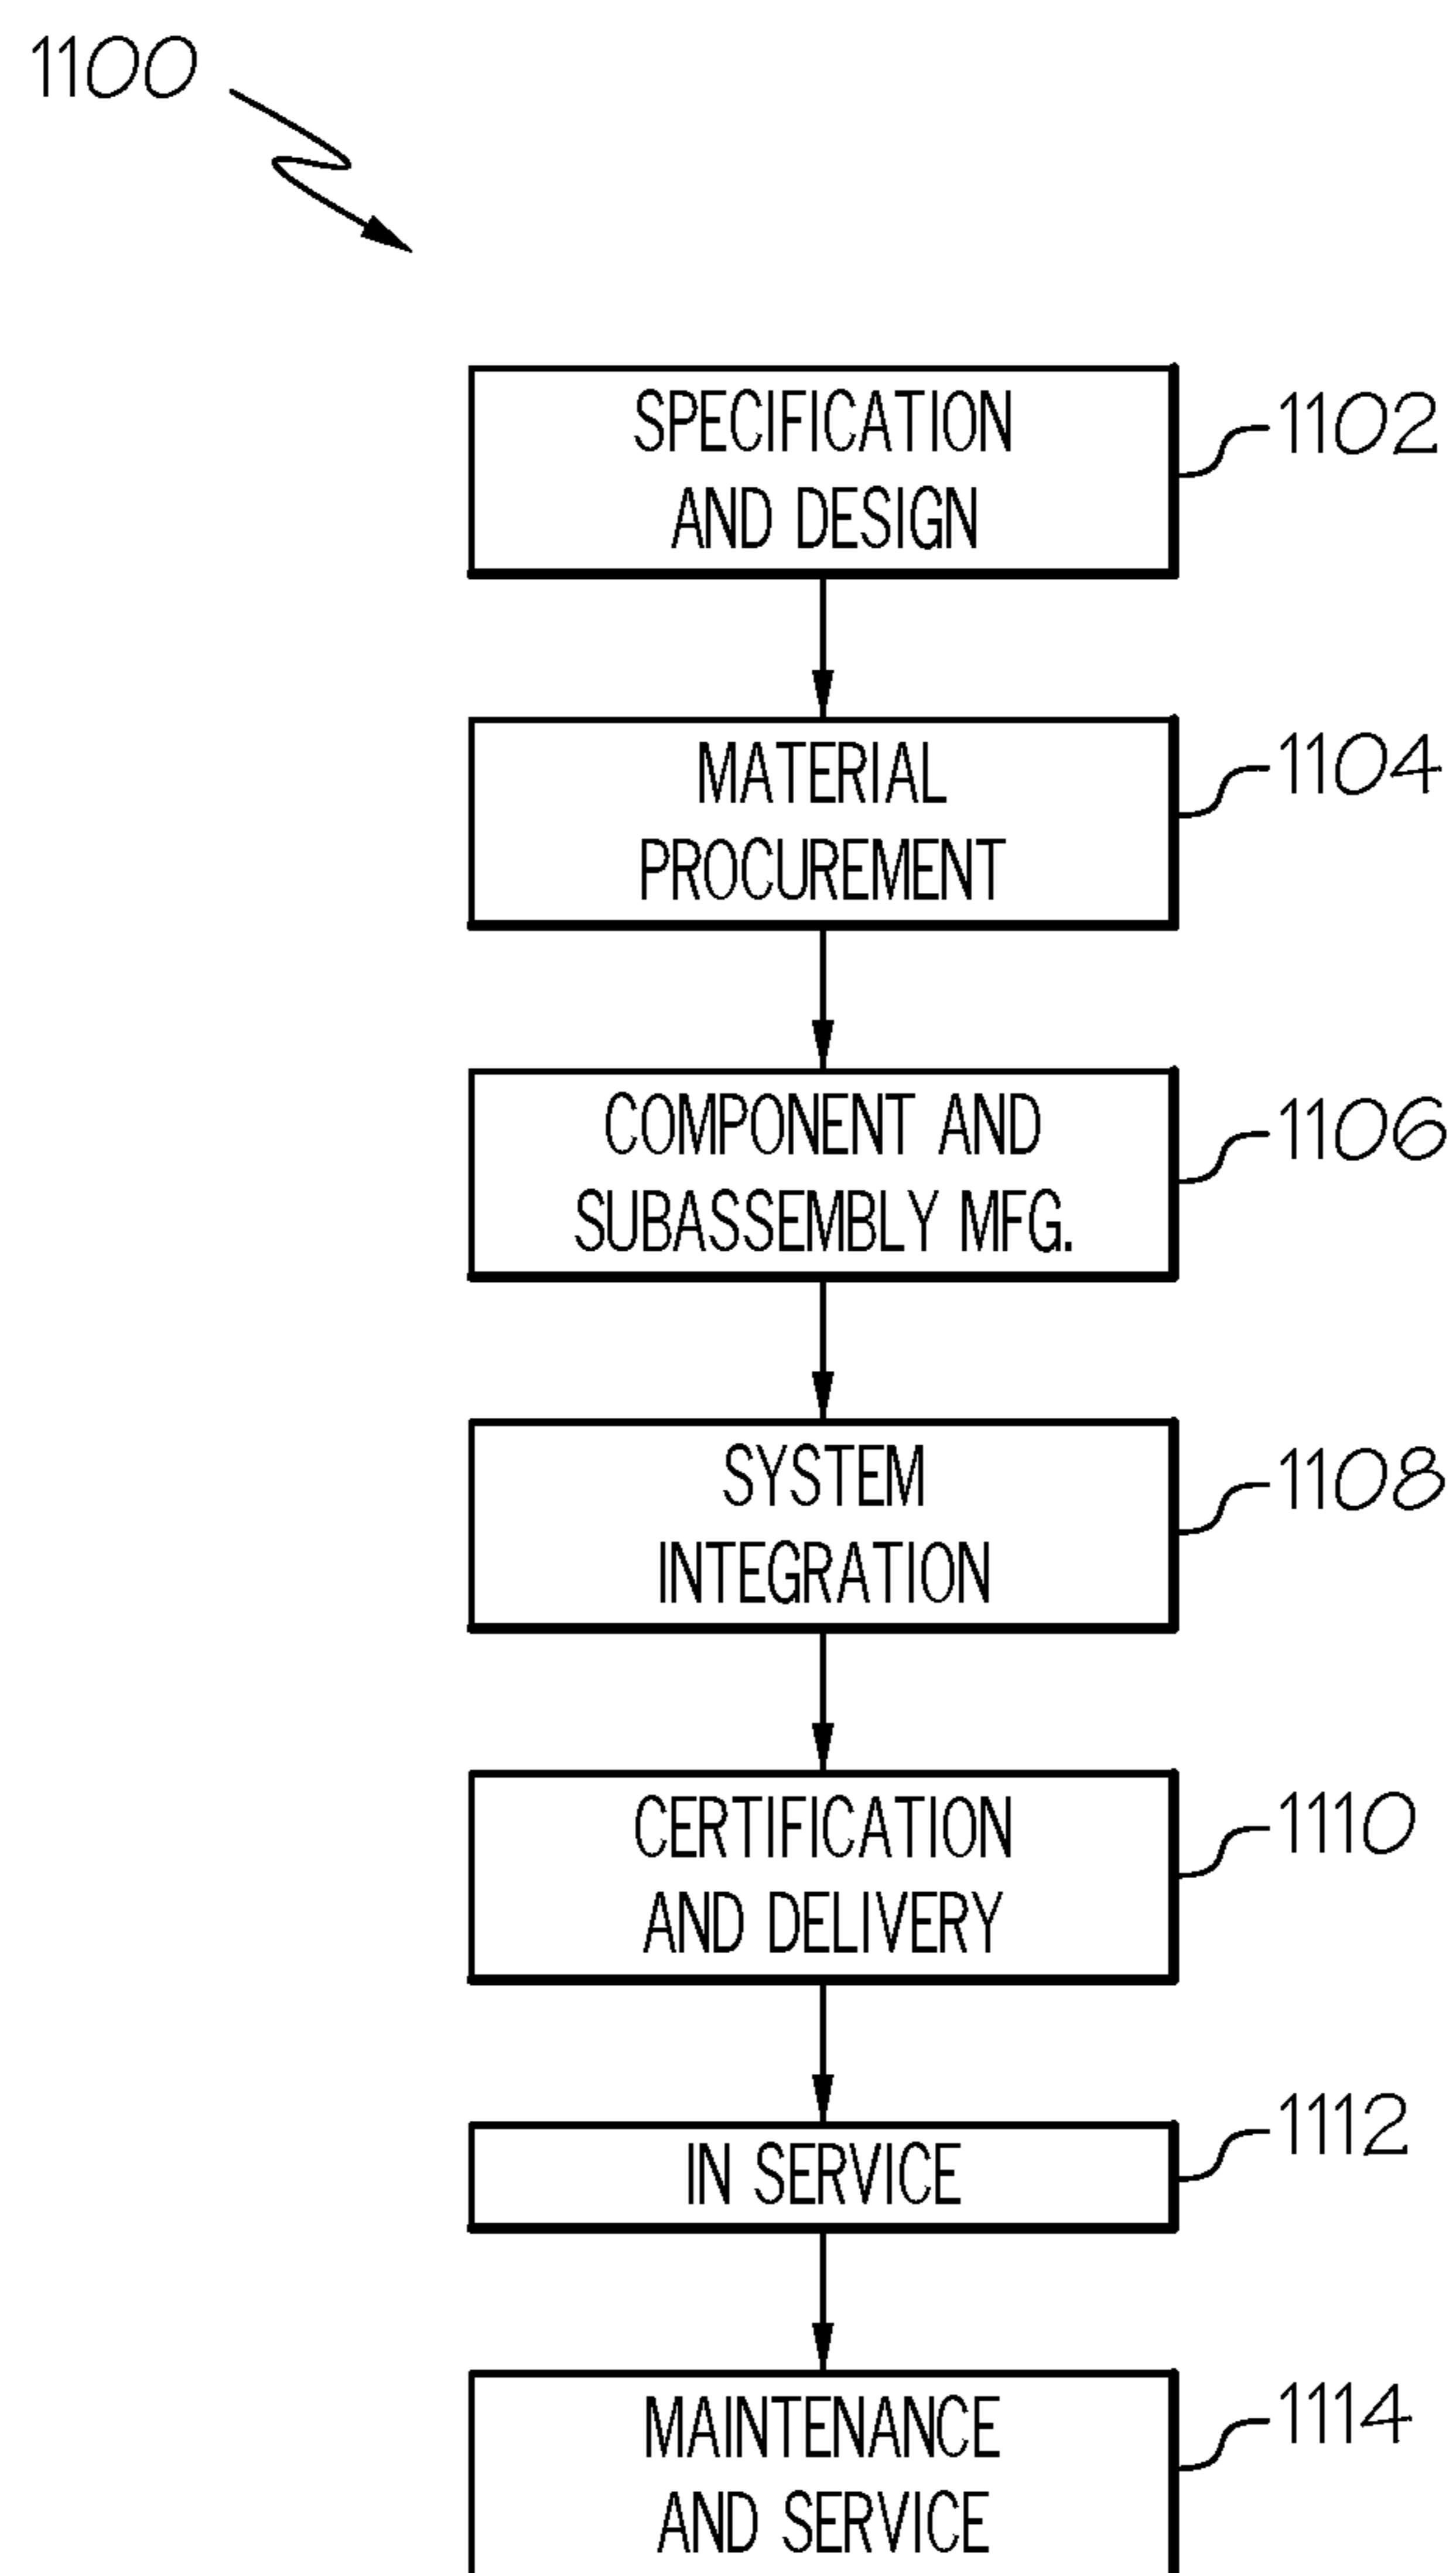 1100
SPECIFICATION
AND DESIGN
1102
MATERIAL
PROCUREMENT
1104
COMPONENT AND
SUBASSEMBLY MFG.
1106
SYSTEM
INTEGRATION
1108
CERTIFICATION
AND DELIVERY
1110
IN SERVICE
1112
MAINTENANCE
AND SERVICE
1114